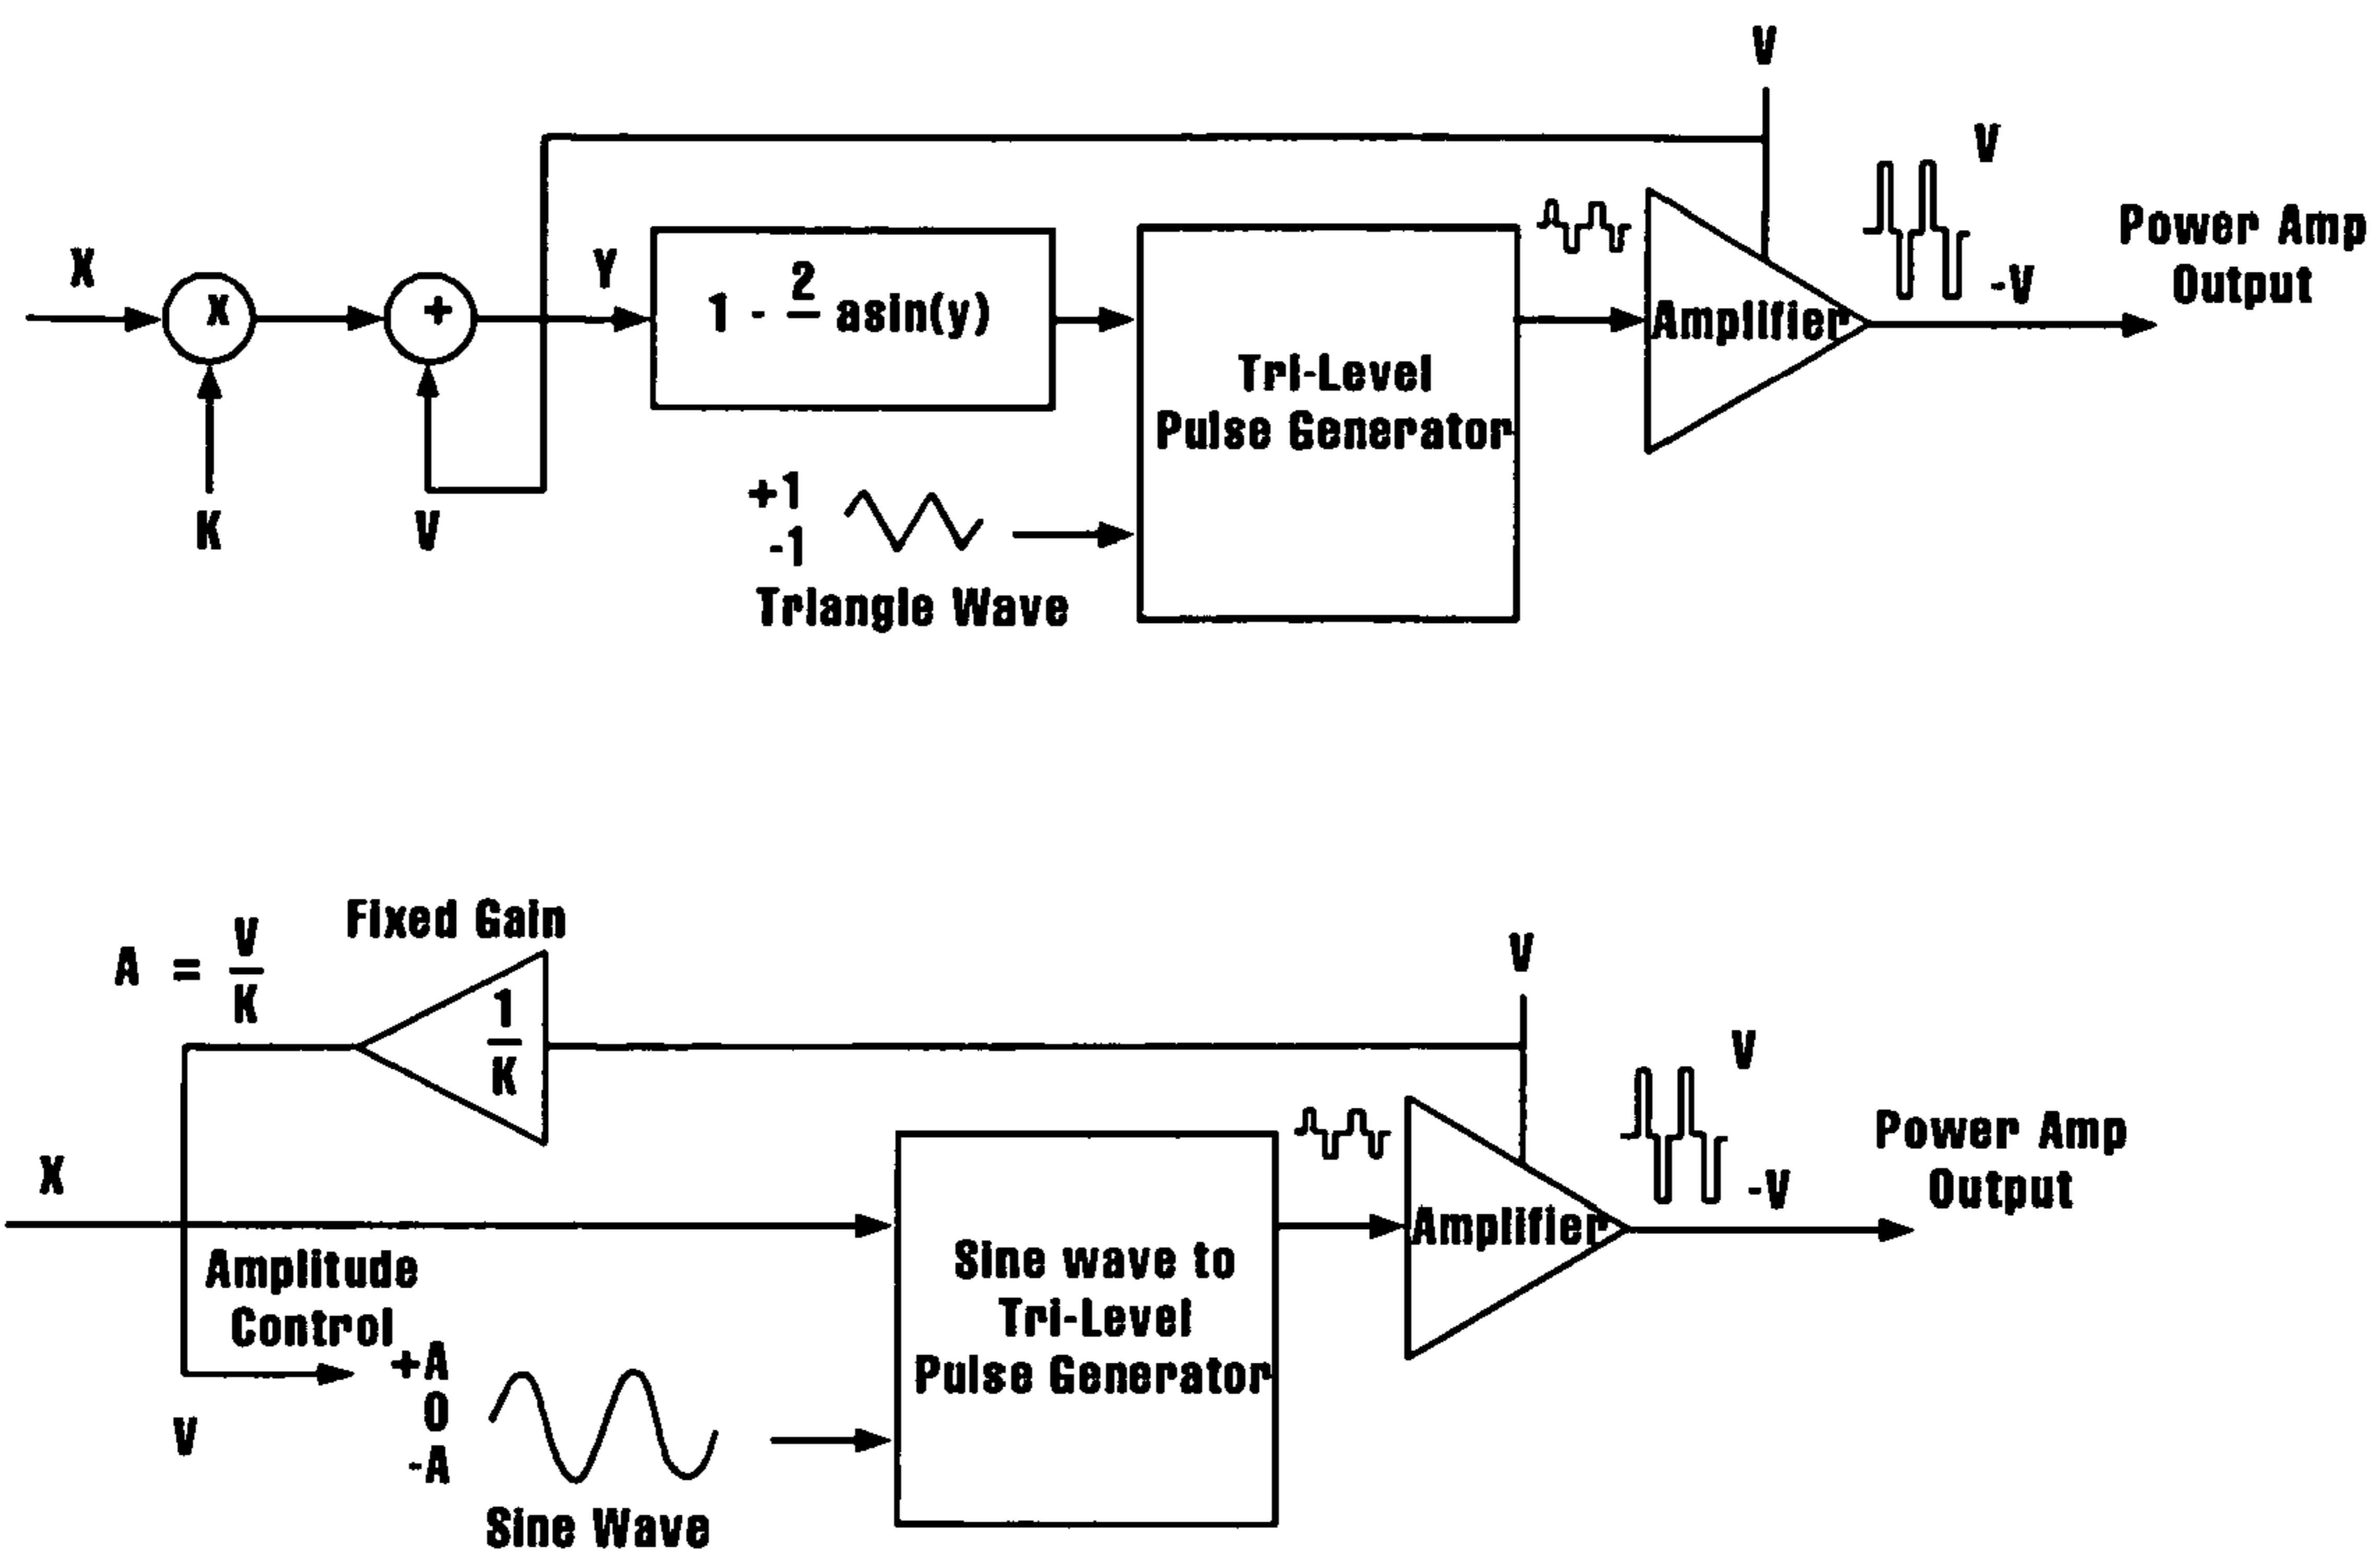 V
V
X
x
+
Y
1 - 2 asin(y)
Tri-Level
Pulse Generator
Amplifier
-V
Power Amp
Output
K
V
+1
-1
Triangle Wave
Fixed Gain
A = V
K
1
K
V
V
X
Amplitude
Control
+A
0
-A
V
Sine Wave
Sine wave to
Tri-Level
Pulse Generator
Amplifier
-V
Power Amp
Output